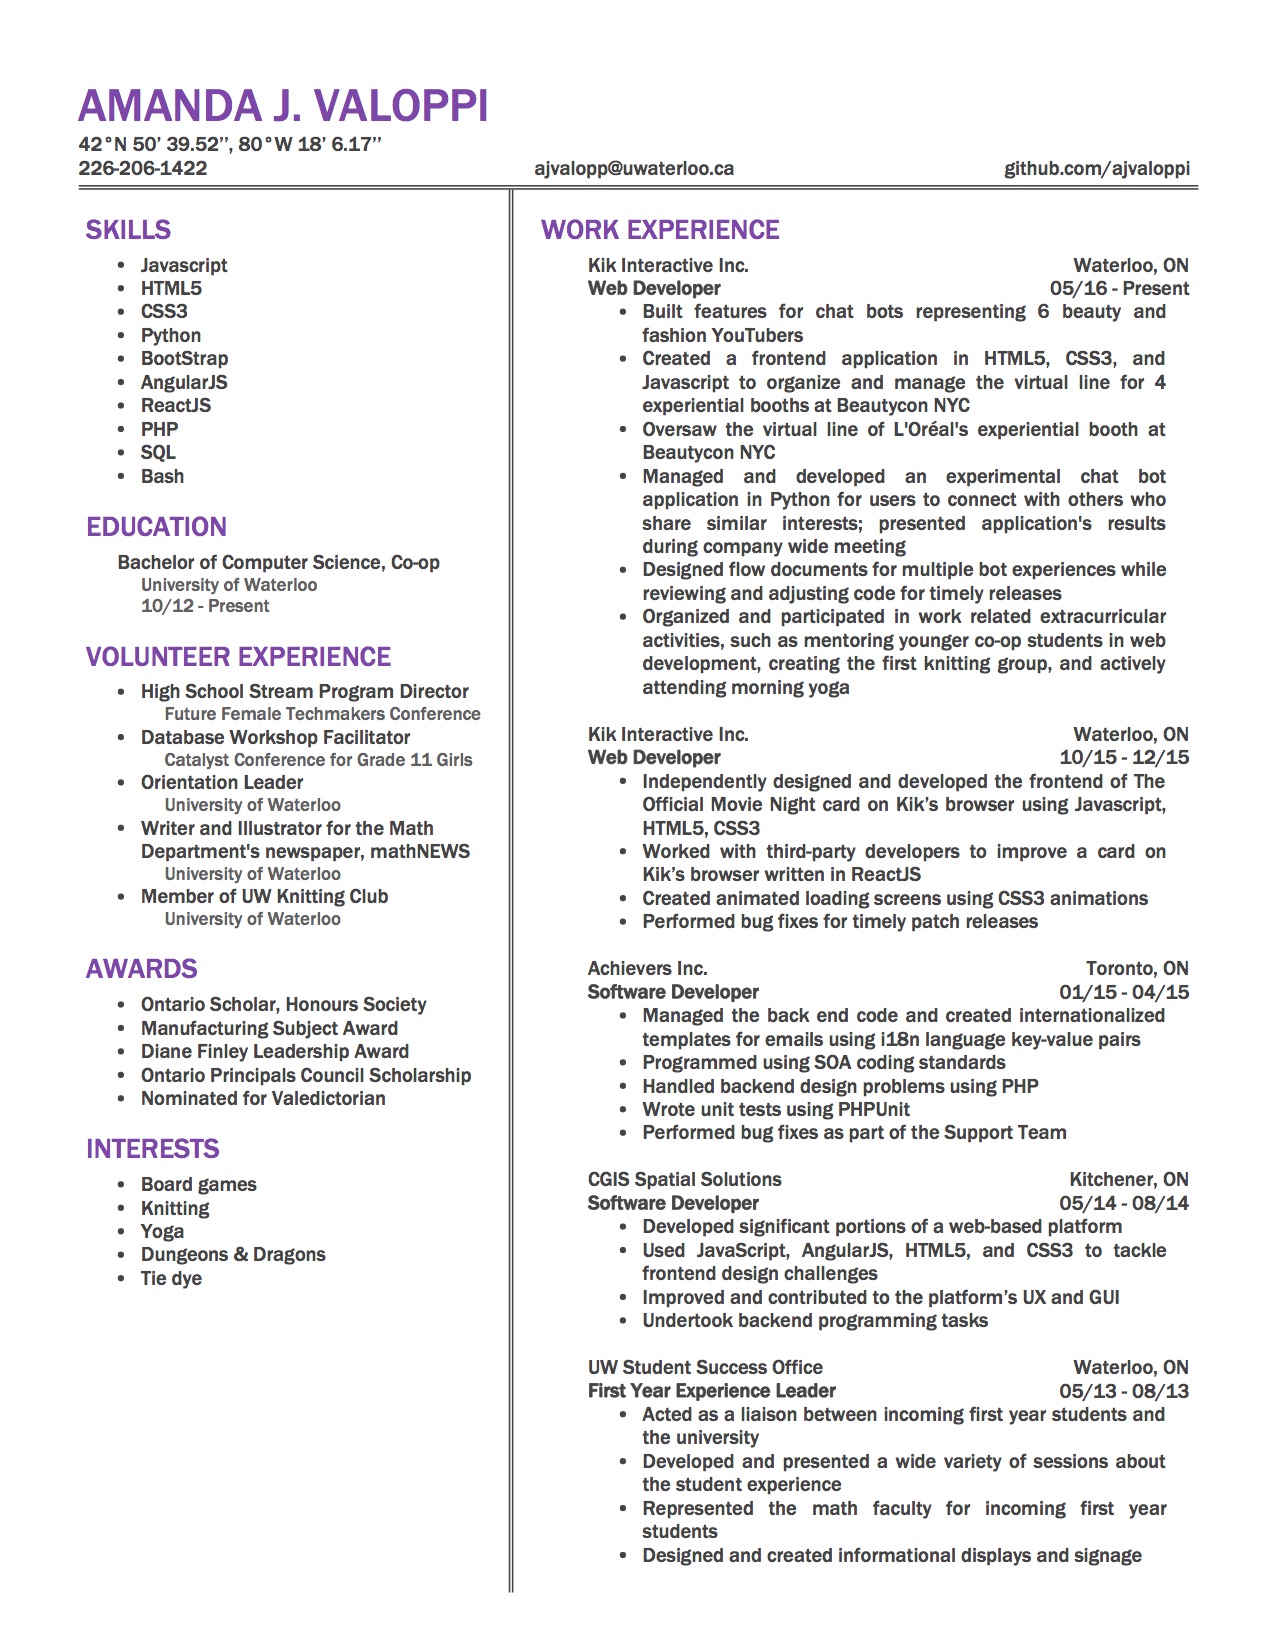 AMANDA J. VALOPPI
42°N 50’ 39.52’’, 80°W 18’ 6.17’’
226-206-1422 ajvalopp@uwaterloo.ca github.com/ajvaloppi
SKILLS
• Javascript
• HTML5
• CSS3
• Python
• BootStrap
• AngularJS
• ReactJS
• PHP
• SQL
• Bash
EDUCATION
Bachelor of Computer Science, Co-op
University of Waterloo
10/12 - Present
VOLUNTEER EXPERIENCE
• High School Stream Program Director
Future Female Techmakers Conference
• Database Workshop Facilitator
Catalyst Conference for Grade 11 Girls
• Orientation Leader
University of Waterloo
• Writer and Illustrator for the Math
Department's newspaper, mathNEWS
University of Waterloo
• Member of UW Knitting Club
University of Waterloo
AWARDS
• Ontario Scholar, Honours Society
• Manufacturing Subject Award
• Diane Finley Leadership Award
• Ontario Principals Council Scholarship
• Nominated for Valedictorian
INTERESTS
• Board games
• Knitting
• Yoga
• Dungeons & Dragons
• Tie dye
WORK EXPERIENCE
Kik Interactive Inc. Waterloo, ON
Web Developer 05/16 - Present
• Built features for chat bots representing 6 beauty and
fashion YouTubers
• Created a frontend application in HTML5, CSS3, and
Javascript to organize and manage the virtual line for 4
experiential booths at Beautycon NYC
• Oversaw the virtual line of L'Oréal's experiential booth at
Beautycon NYC
• Managed and developed an experimental chat bot
application in Python for users to connect with others who
share similar interests; presented application's results
during company wide meeting
• Designed flow documents for multiple bot experiences while
reviewing and adjusting code for timely releases
• Organized and participated in work related extracurricular
activities, such as mentoring younger co-op students in web
development, creating the first knitting group, and actively
attending morning yoga
Kik Interactive Inc. Waterloo, ON
Web Developer 10/15 - 12/15
• Independently designed and developed the frontend of The
Official Movie Night card on Kik’s browser using Javascript,
HTML5, CSS3
• Worked with third-party developers to improve a card on
Kik’s browser written in ReactJS
• Created animated loading screens using CSS3 animations
• Performed bug fixes for timely patch releases
Achievers Inc. Toronto, ON
Software Developer 01/15 - 04/15
• Managed the back end code and created internationalized
templates for emails using i18n language key-value pairs
• Programmed using SOA coding standards
• Handled backend design problems using PHP
• Wrote unit tests using PHPUnit
• Performed bug fixes as part of the Support Team
CGIS Spatial Solutions Kitchener, ON
Software Developer 05/14 - 08/14
• Developed significant portions of a web-based platform
• Used JavaScript, AngularJS, HTML5, and CSS3 to tackle
frontend design challenges
• Improved and contributed to the platform’s UX and GUI
• Undertook backend programming tasks
UW Student Success Office Waterloo, ON
First Year Experience Leader 05/13 - 08/13
• Acted as a liaison between incoming first year students and
the university
• Developed and presented a wide variety of sessions about
the student experience
• Represented the math faculty for incoming first year
students
• Designed and created informational displays and signage